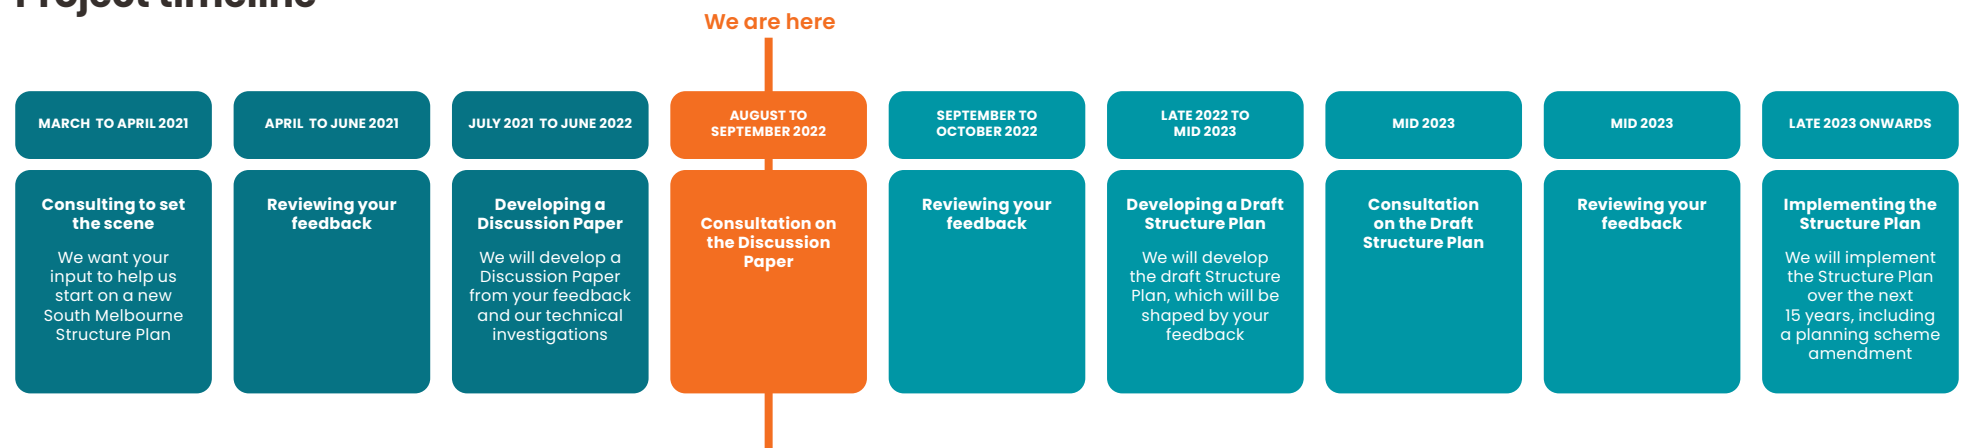 Project timeline
We are here
MARCH TO APRIL 2021
Consulting to set
the scene
We want your
input to help us
start on a new
South Melbourne
Structure Plan
APRIL TO JUNE 2021
Reviewing your
feedback
JULY 2021 TO JUNE 2022
Developing a
Discussion Paper
We will develop a
Discussion Paper
from your feedback
and our technical
investigations
AUGUST TO
SEPTEMBER 2022
Consultation on
the Discussion
Paper
SEPTEMBER TO
OCTOBER 2022
Reviewing your
feedback
LATE 2022 TO
MID 2023
Developing a Draft
Structure Plan
We will develop
the draft Structure
Plan, which will be
shaped by your
feedback
MID 2023
Consultation
on the Draft
Structure Plan
MID 2023
Reviewing your
feedback
LATE 2023 ONWARDS
Implementing the
Structure Plan
We will implement
the Structure Plan
over the next
15 years, including
a planning scheme
amendment